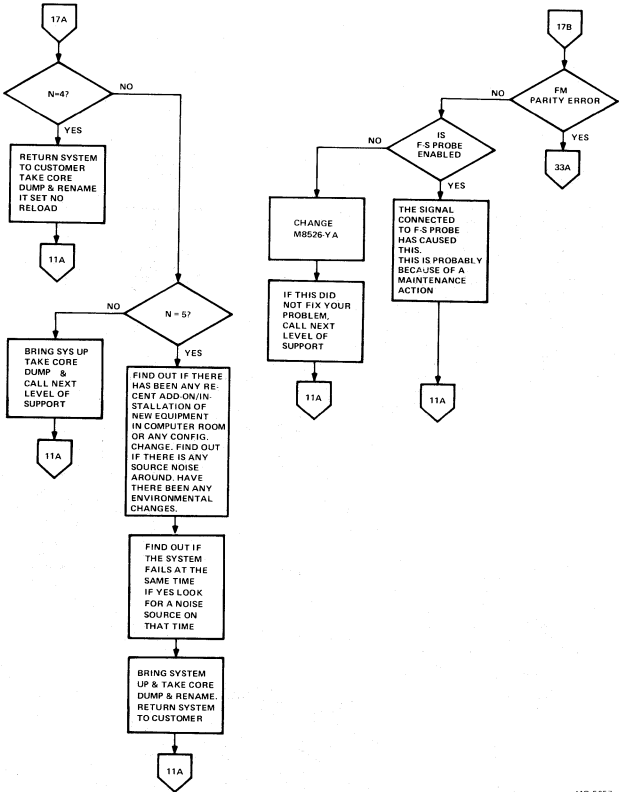 17A
N=4?
NO
YES
RETURN SYSTEM
TO CUSTOMER
TAKE CORE
DUMP & RENAME
IT SET NO
RELOAD
11A
N = 5?
NO
YES
BRING SYS UP
TAKE CORE
DUMP &
CALL NEXT
LEVEL OF
SUPPORT
11A
FIND OUT IF THERE
HAS BEEN ANY RE-
CENT ADD-ON/IN-
STALLATION OF
NEW EQUIPMENT
IN COMPUTER ROOM
OR ANY CONFIG.
CHANGE. FIND OUT
IF THERE IS ANY
SOURCE NOISE
AROUND. HAVE
THERE BEEN ANY
ENVIRONMENTAL
CHANGES.
FIND OUT IF
THE SYSTEM
FAILS AT THE
SAME TIME
IF YES LOOK
FOR A NOISE
SOURCE ON
THAT TIME
BRING SYSTEM
UP & TAKE CORE
DUMP & RENAME.
RETURN SYSTEM
TO CUSTOMER
11A
17B
FM
PARITY ERROR
NO
YES
33A
IS
F-S PROBE
ENABLED
NO
YES
CHANGE
M8526-YA
IF THIS DID
NOT FIX YOUR
PROBLEM,
CALL NEXT
LEVEL OF
SUPPORT
11A
THE SIGNAL
CONNECTED
TO F-S PROBE
HAS CAUSED
THIS.
THIS IS PROBABLY
BECAUSE OF A
MAINTENANCE
ACTION
11A